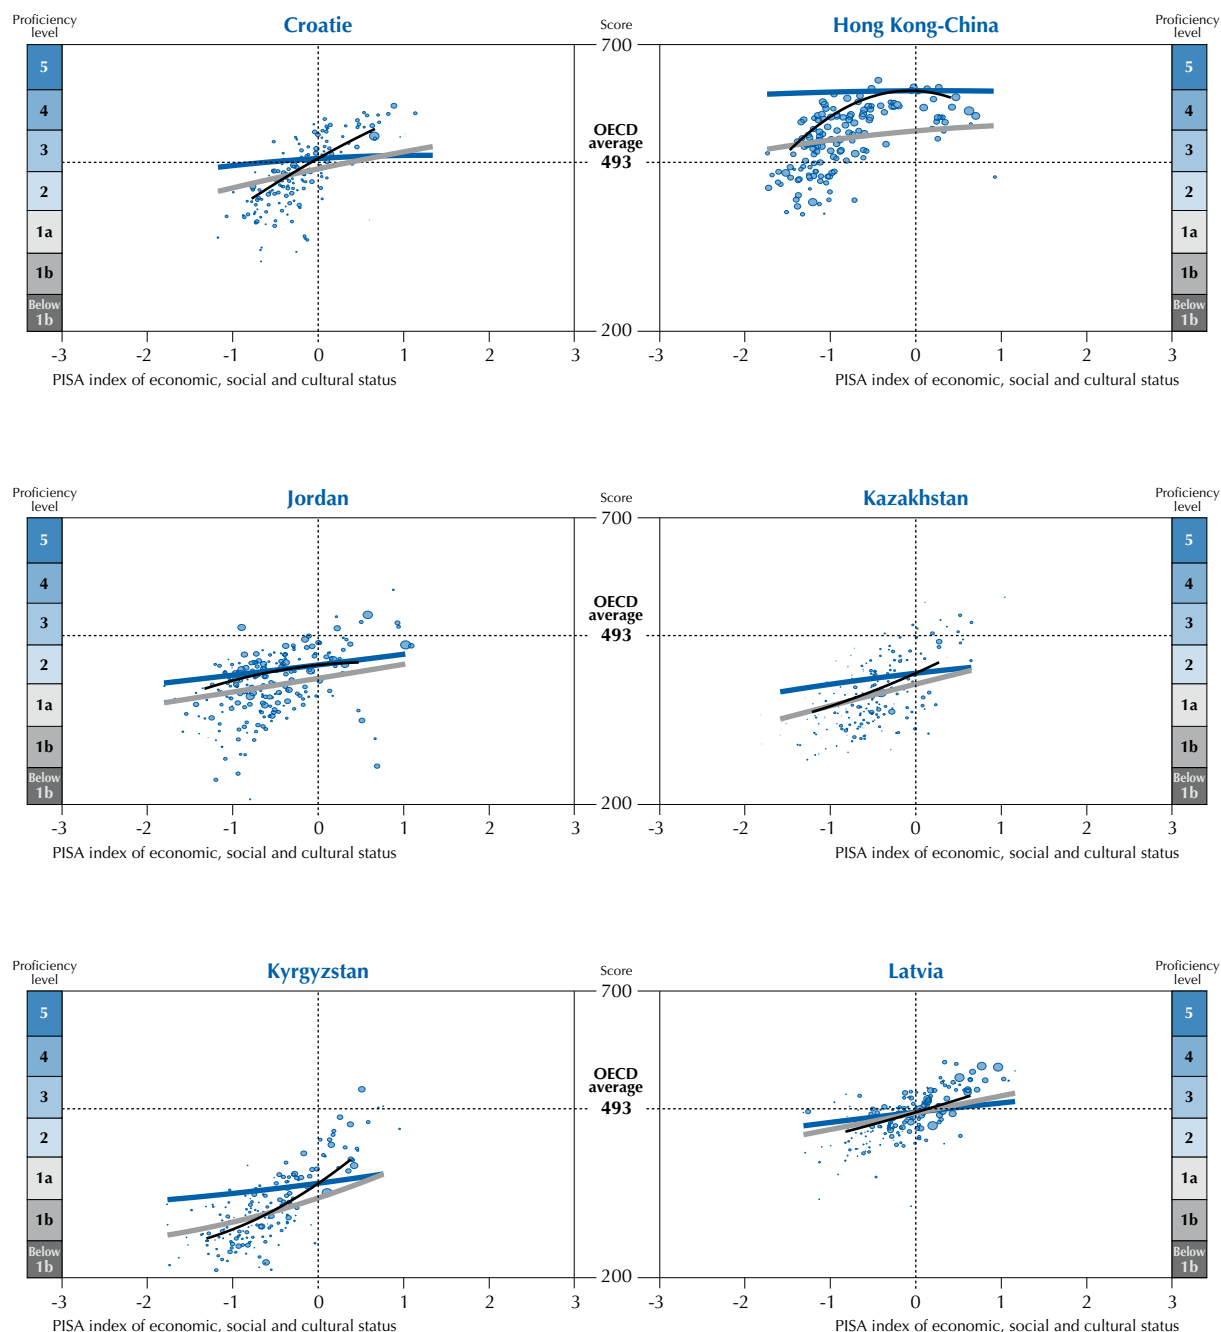 Proficiency level
Croatie
Score
Hong Kong-China
Proficiency level
700
5
5
4
4
OECD average
493
3
3
2
2
1a
1a
1b
1b
Below 1b
Below 1b
200
-3 -2 -1 0 1 2 3
-3 -2 -1 0 1 2 3
PISA index of economic, social and cultural status
PISA index of economic, social and cultural status
Proficiency level
Jordan
Score
Kazakhstan
Proficiency level
700
5
5
4
4
OECD average
493
3
3
2
2
1a
1a
1b
1b
Below 1b
Below 1b
200
-3 -2 -1 0 1 2 3
-3 -2 -1 0 1 2 3
PISA index of economic, social and cultural status
PISA index of economic, social and cultural status
Proficiency level
Kyrgyzstan
Score
Latvia
Proficiency level
700
5
5
4
4
OECD average
493
3
3
2
2
1a
1a
1b
1b
Below 1b
Below 1b
200
-3 -2 -1 0 1 2 3
-3 -2 -1 0 1 2 3
PISA index of economic, social and cultural status
PISA index of economic, social and cultural status